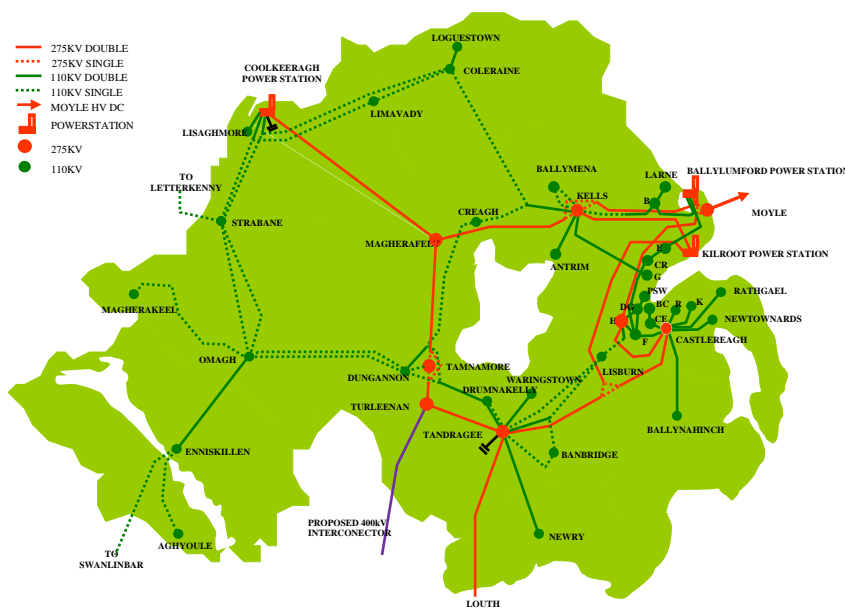 275KV DOUBLE
275KV SINGLE
110KV DOUBLE
110KV SINGLE
MOYLE HV DC
POWERSTATION
275KV
110KV
LOGUESTOWN
COOLKEERAGH
POWER STATION
COLERAINE
LIMAVADY
LISAGHMORE
TO
LETTERKENNY
BALLYMENA
LARNE
BALLYLUMFORD POWER STATION
KELLS
B
MOYLE
STRABANE
CREAGH
MAGHERAFELT
E
KILROOT POWER STATION
ANTRIM
CR
G
PSW
RATHGAEL
MAGHERAKEEL
DG
BC
R
K
H
CE
NEWTOWNARDS
F
CASTLEREAGH
OMAGH
TAMNAMORE
LISBURN
DUNGANNON
WARINGSTOWN
DRUMNAKELLY
TURLEENAN
BALLYNAHINCH
TANDRAGEE
ENNISKILLEN
BANBRIDGE
PROPOSED 400kV
INTERCONECTOR
NEWRY
AGHYOULE
TO
SWANLINBAR
LOUTH